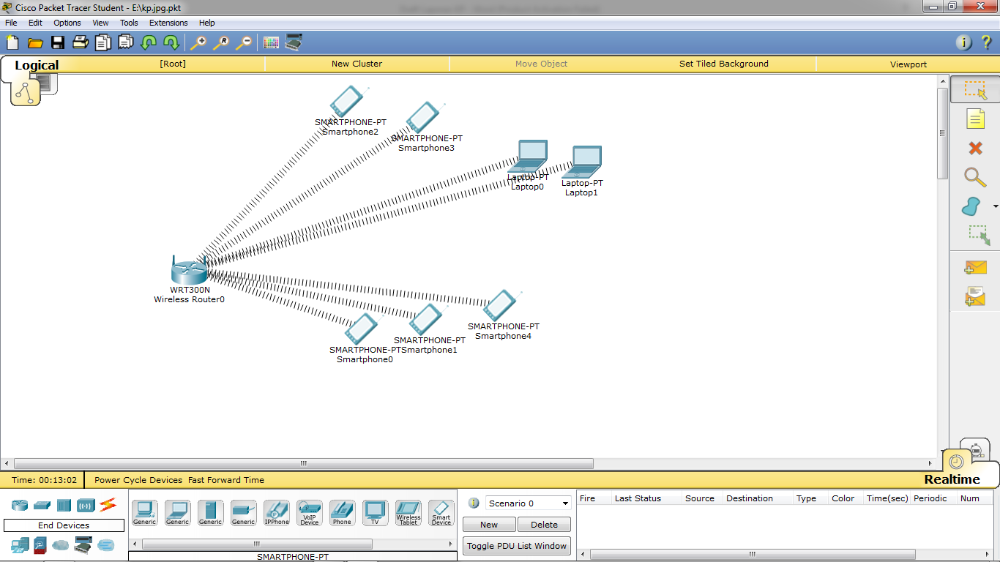 Cisco Packet Tracer Student - E:\kp.jpg.pkt
File Edit Options View Tools Extensions Help
Logical [Root] New Cluster Move Object Set Tiled Background Viewport
SMARTPHONE-PT
Smartphone2
SMARTPHONE-PT
Smartphone3
Laptop-PT
Laptop0
Laptop-PT
Laptop1
WRT300N
Wireless Router0
SMARTPHONE-PT
Smartphone4
SMARTPHONE-PT
Smartphone1
SMARTPHONE-PT
Smartphone0
Time: 00:13:02 Power Cycle Devices Fast Forward Time Realtime
End Devices
Generic Generic Generic Generic IPPhone VoIP Device Phone TV Wireless Tablet Smart Device
SMARTPHONE-PT
Scenario 0
New Delete
Toggle PDU List Window
Fire Last Status Source Destination Type Color Time(sec) Periodic Num